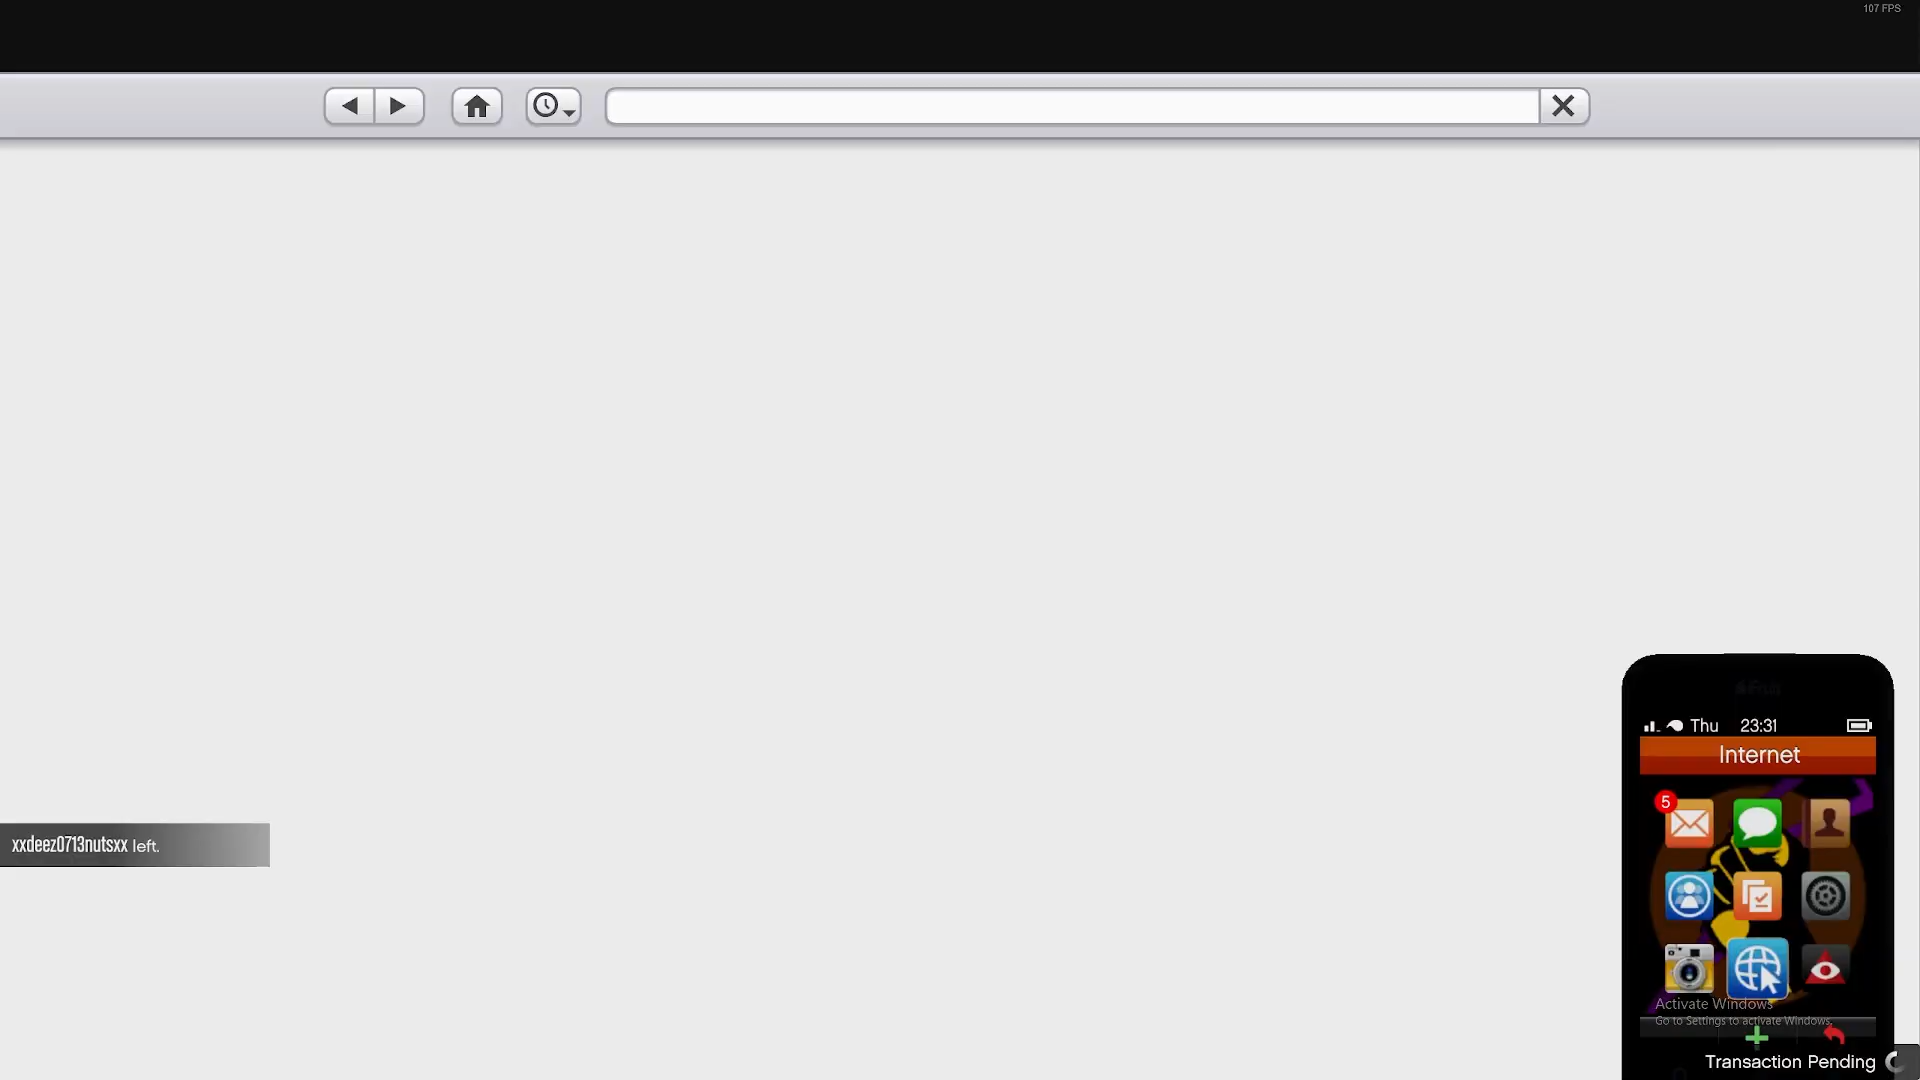 107 FPS
iFruit
Thu 23:31
Internet
5
xxdeez0713nutsxx left.
Activate Windows
Go to Settings to activate Windows.
Transaction Pending